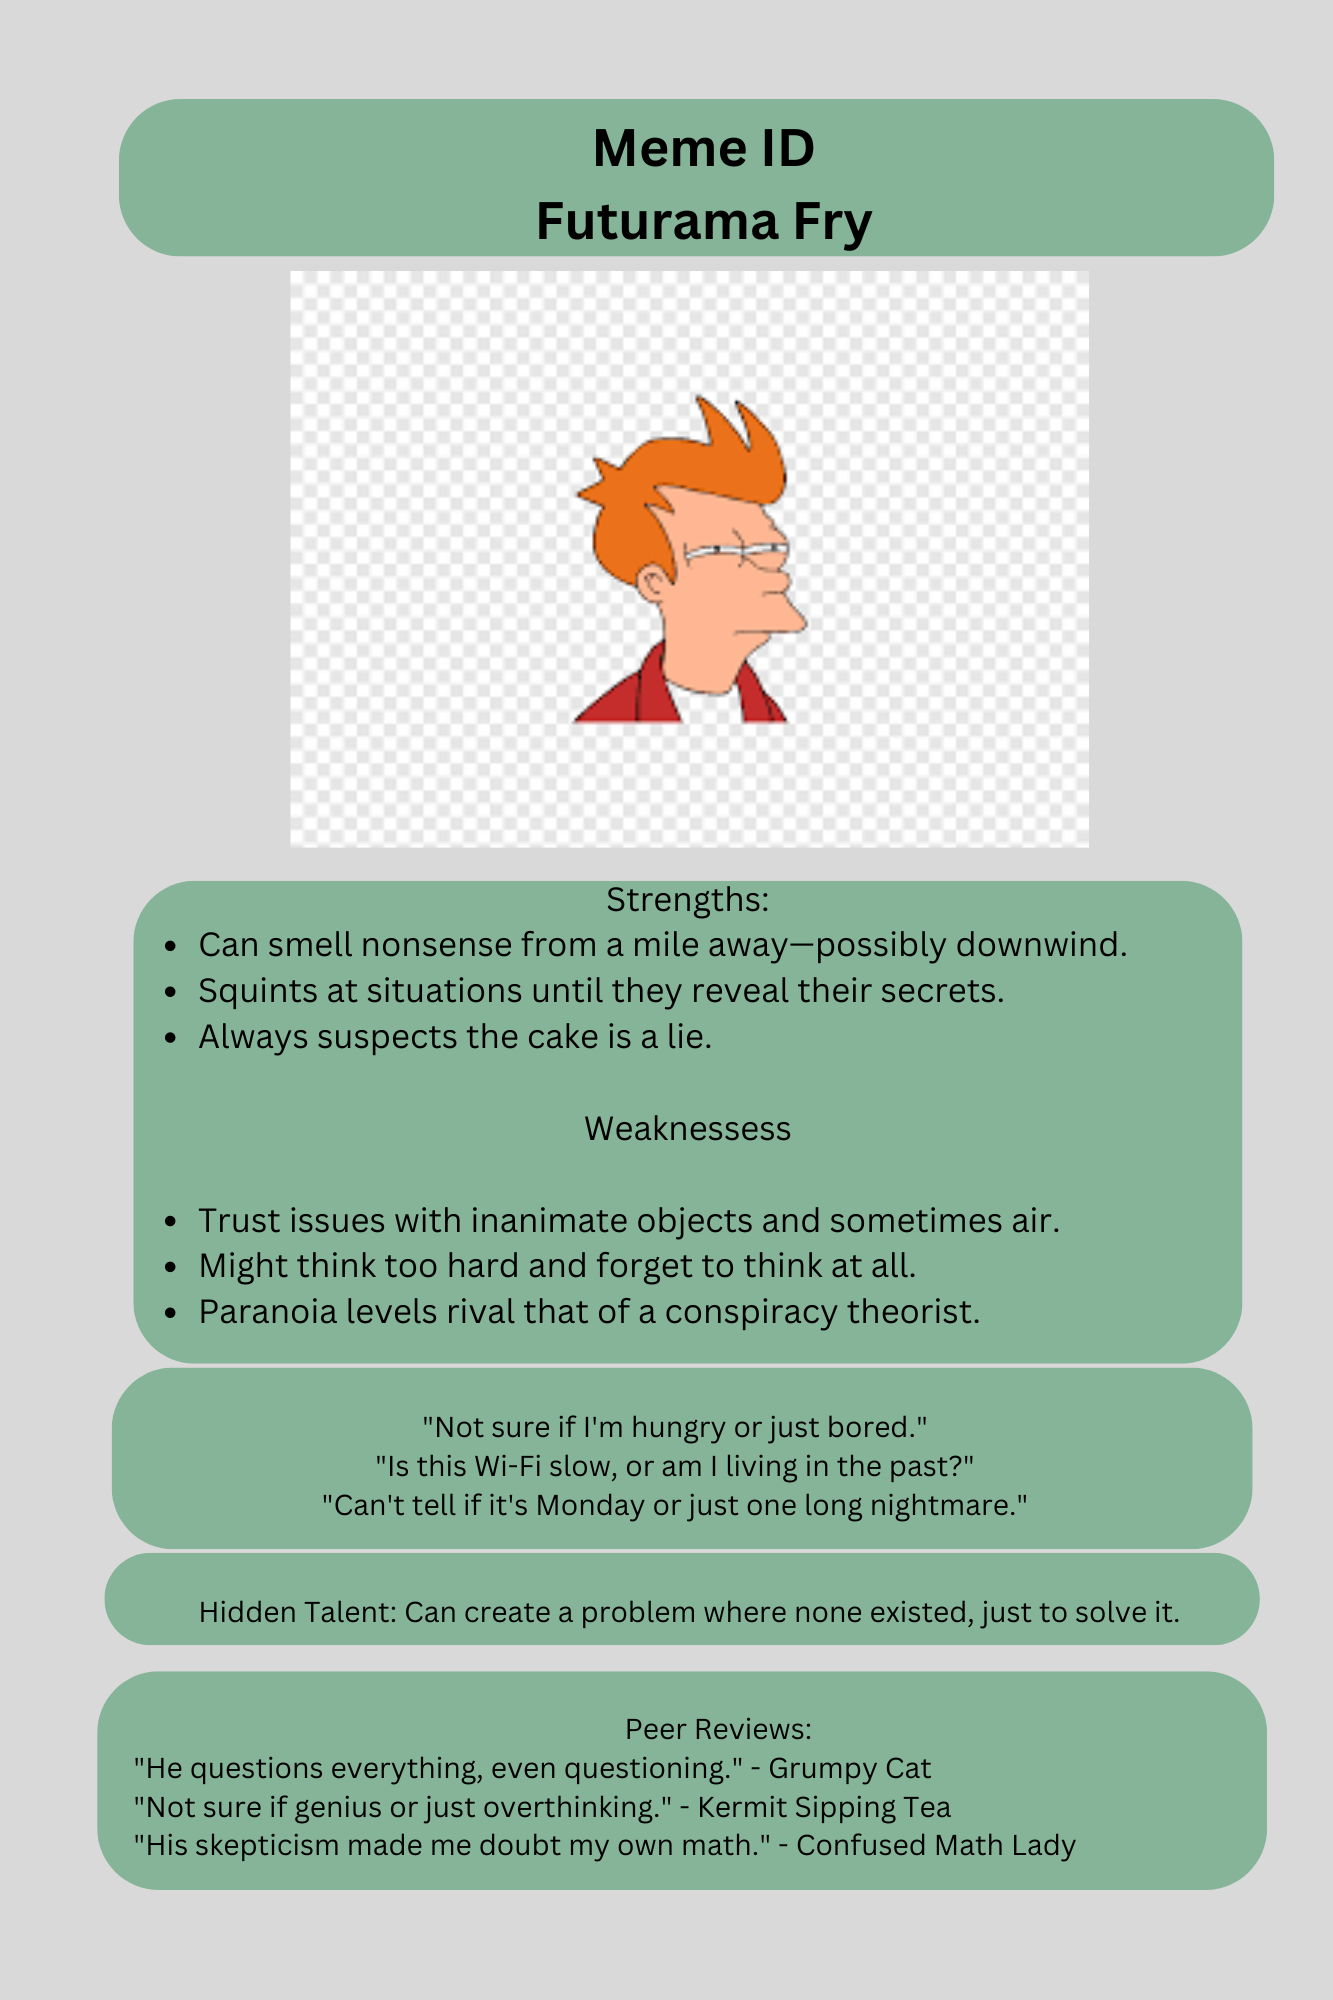 Meme ID
Futurama Fry
Strengths:
• Can smell nonsense from a mile away—possibly downwind.
• Squints at situations until they reveal their secrets.
• Always suspects the cake is a lie.
Weaknessess
• Trust issues with inanimate objects and sometimes air.
• Might think too hard and forget to think at all.
• Paranoia levels rival that of a conspiracy theorist.
"Not sure if I'm hungry or just bored."
"Is this Wi-Fi slow, or am I living in the past?"
"Can't tell if it's Monday or just one long nightmare."
Hidden Talent: Can create a problem where none existed, just to solve it.
Peer Reviews:
"He questions everything, even questioning." - Grumpy Cat
"Not sure if genius or just overthinking." - Kermit Sipping Tea
"His skepticism made me doubt my own math." - Confused Math Lady